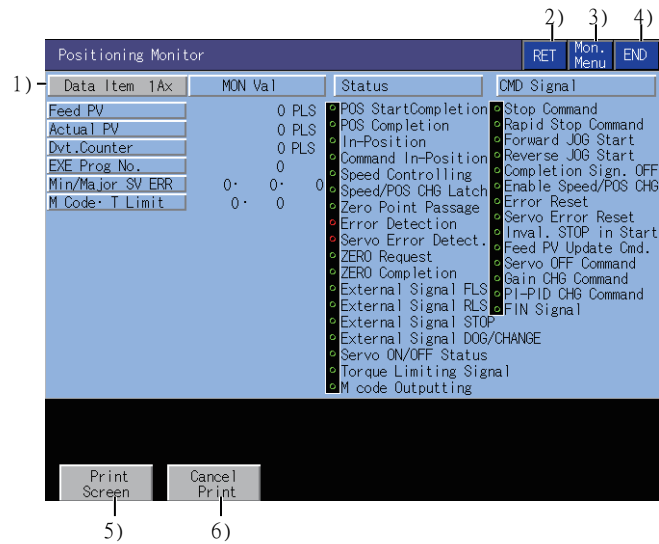 2) 3) 4)
Positioning Monitor RET Mon. Menu END
1) Data Item 1Ax MON Val Status CMD Signal
Feed PV 0 PLS
Actual PV 0 PLS
Dvt.Counter 0 PLS
EXE Prog No. 0
Min/Major SV ERR 0· 0· 0
M Code· T Limit 0· 0
POS StartCompletion
POS Completion
In-Position
Command In-Position
Speed Controlling
Speed/POS CHG Latch
Zero Point Passage
Error Detection
Servo Error Detect.
ZERO Request
ZERO Completion
External Signal FLS
External Signal RLS
External Signal STOP
External Signal DOG/CHANGE
Servo ON/OFF Status
Torque Limiting Signal
M code Outputting
Stop Command
Rapid Stop Command
Forward JOG Start
Reverse JOG Start
Completion Sign. OFF
Enable Speed/POS CHG
Error Reset
Servo Error Reset
Inval. STOP in Start
Feed PV Update Cmd.
Servo OFF Command
Gain CHG Command
PI-PID CHG Command
FIN Signal
Print Screen
Cancel Print
5) 6)